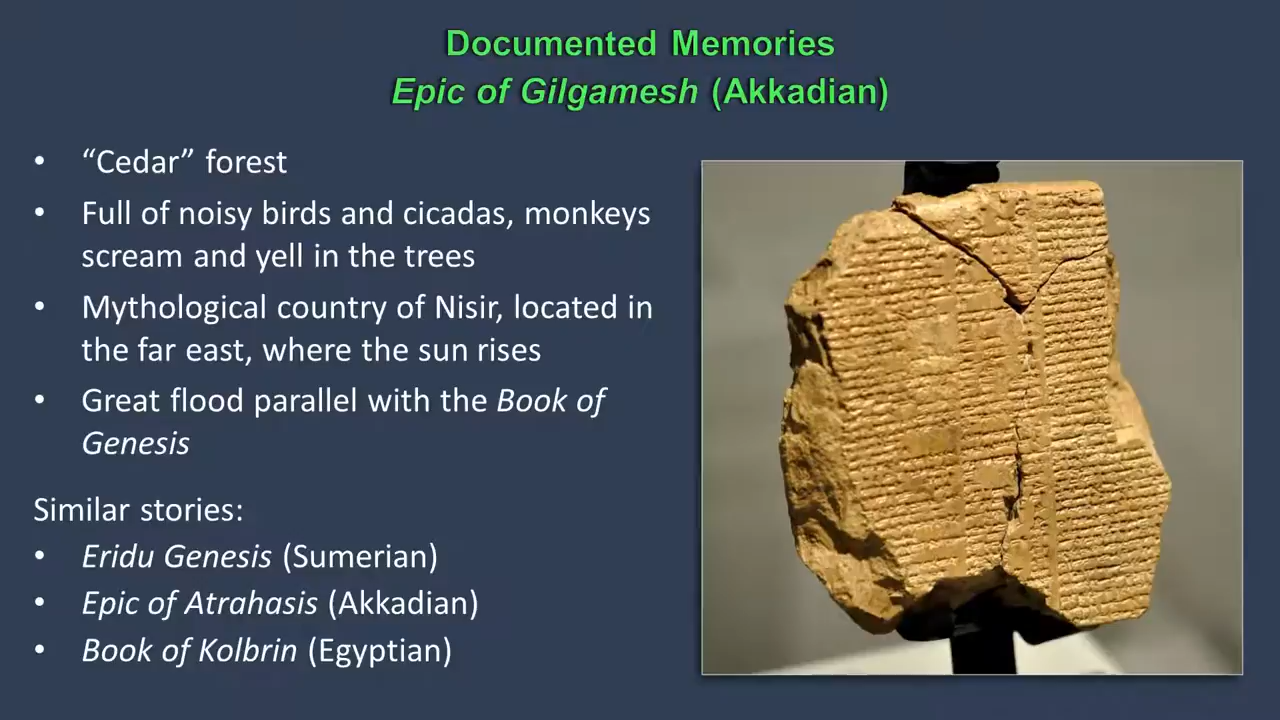 Documented Memories
Epic of Gilgamesh (Akkadian)
• “Cedar” forest
• Full of noisy birds and cicadas, monkeys
scream and yell in the trees
• Mythological country of Nisir, located in
the far east, where the sun rises
• Great flood parallel with the Book of
Genesis
Similar stories:
• Eridu Genesis (Sumerian)
• Epic of Atrahasis (Akkadian)
• Book of Kolbrin (Egyptian)